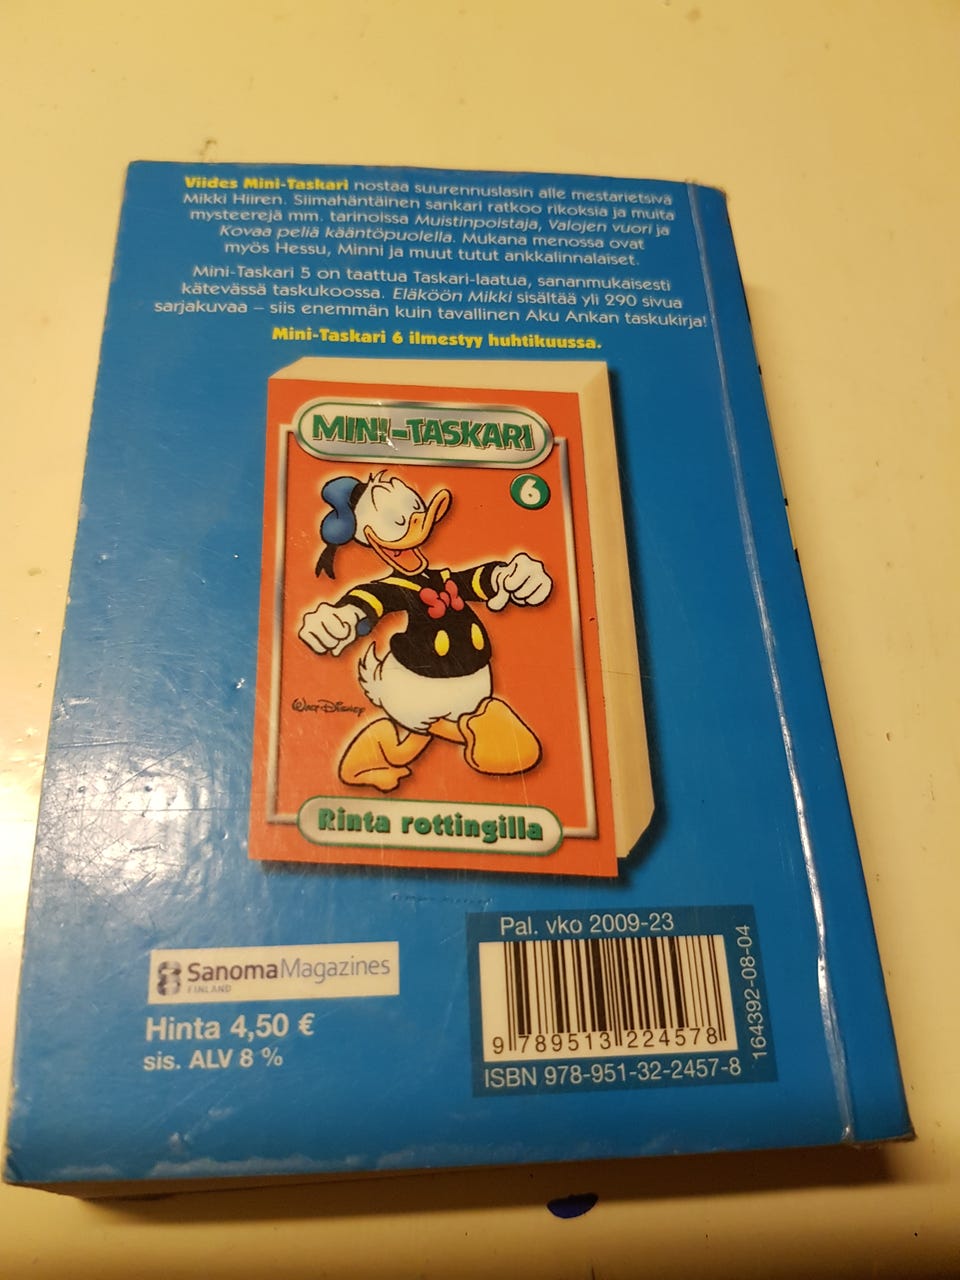 Viides Mini-Taskari nostaa suurennuslasin alle mestarietsivä
Mikki Hiiren. Siimahäntäinen sankari ratkoo rikoksia ja muita
mysteerejä mm. tarinoissa Muistinpoistaja, Valojen vuori ja
Kovaa peliä kääntöpuolella. Mukana menossa ovat
myös Hessu, Minni ja muut tutut ankkalinnalaiset.
Mini-Taskari 5 on taattua Taskari-laatua, sananmukaisesti
kätevässä taskukoossa. Eläköön Mikki sisältää yli 290 sivua
sarjakuvaa – siis enemmän kuin tavallinen Aku Ankan taskukirja!
Mini-Taskari 6 ilmestyy huhtikuussa.
MINI-TASKARI
6
Walt Disney
Rinta rottingilla
SanomaMagazines
FINLAND
Hinta 4,50 €
sis. ALV 8 %
Pal. vko 2009-23
9 789513 224578
ISBN 978-951-32-2457-8
164392-08-04